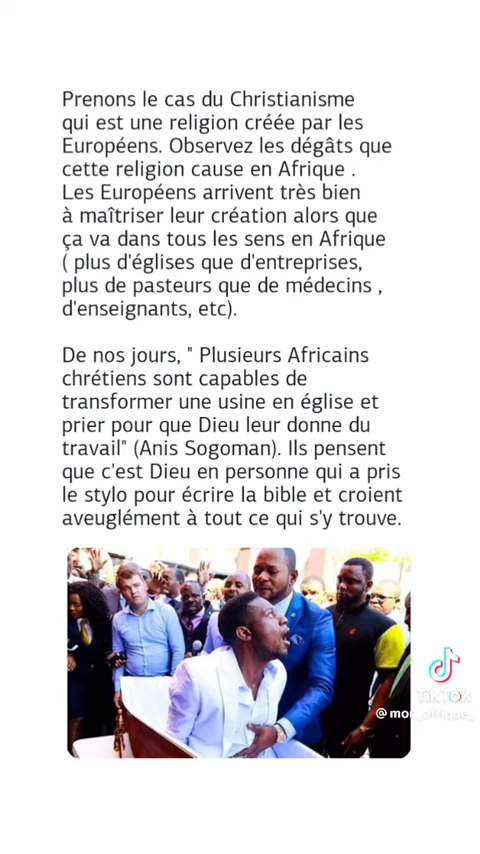 Prenons le cas du Christianisme
qui est une religion créée par les
Européens. Observez les dégâts que
cette religion cause en Afrique .
Les Européens arrivent très bien
à maîtriser leur création alors que
ça va dans tous les sens en Afrique
( plus d'églises que d'entreprises,
plus de pasteurs que de médecins ,
d'enseignants, etc).
De nos jours, " Plusieurs Africains
chrétiens sont capables de
transformer une usine en église et
prier pour que Dieu leur donne du
travail" (Anis Sogoman). Ils pensent
que c'est Dieu en personne qui a pris
le stylo pour écrire la bible et croient
aveuglément à tout ce qui s'y trouve.
TikTok